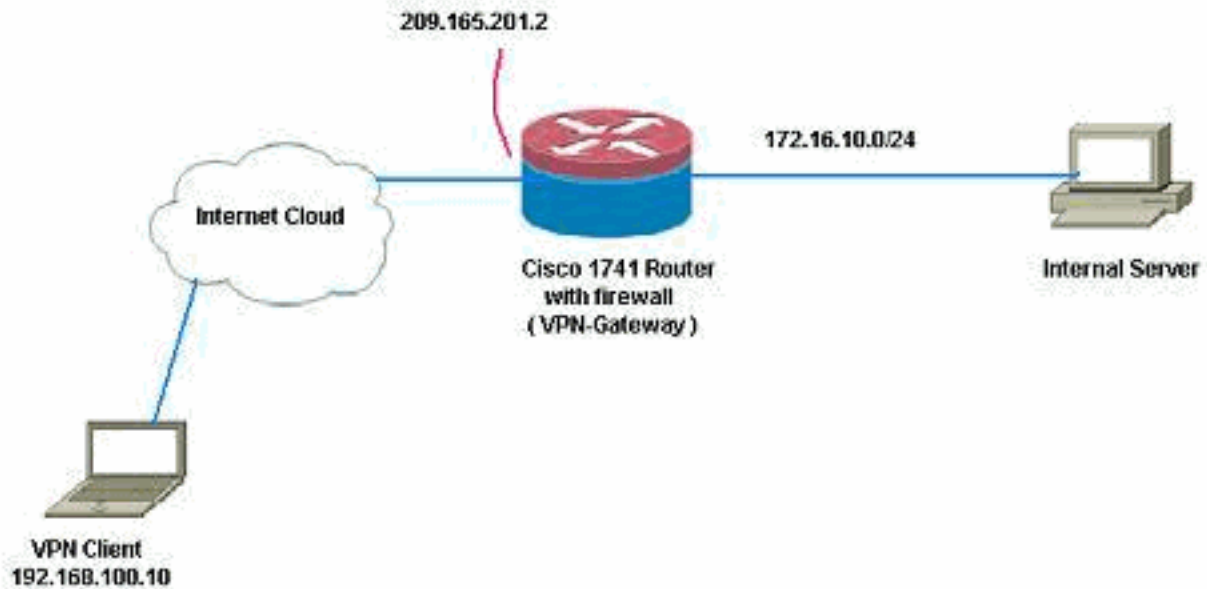 209.165.201.2
172.16.10.0/24
Internet Cloud
Cisco 1741 Router
with firewall
( VPN-Gateway )
Internal Server
VPN Client
192.168.100.10